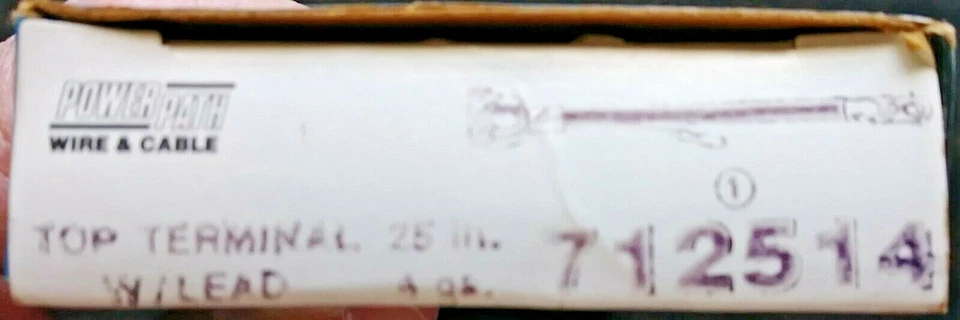 POWER PATH
WIRE & CABLE
①
TOP TERMINAL 25 in.
W/LEAD 4 ga.
712514